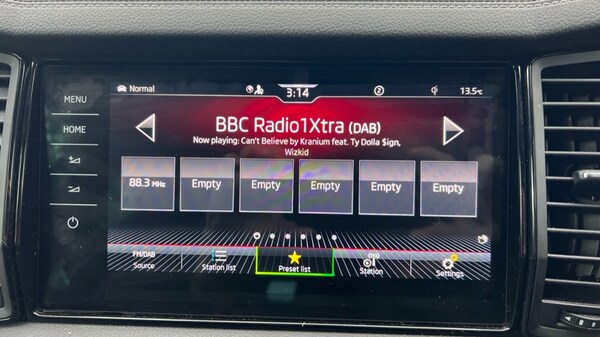 MENU
HOME
Normal
3:14
2
13.5°C
BBC Radio1Xtra (DAB)
Now playing: Can't Believe by Kranium feat. Ty Dolla $ign,
Wizkid
88.3 MHz
Empty
Empty
Empty
Empty
Empty
FM/DAB
Source
Station list
Preset list
Station
Settings